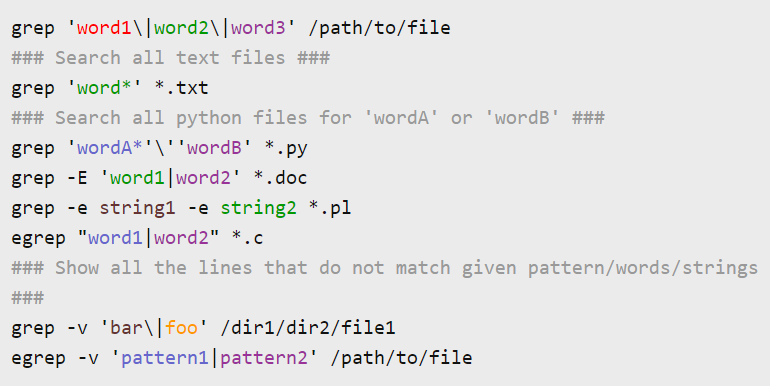 grep 'word1\|word2\|word3' /path/to/file
### Search all text files ###
grep 'word*' *.txt
### Search all python files for 'wordA' or 'wordB' ###
grep 'wordA*'\''wordB' *.py
grep -E 'word1|word2' *.doc
grep -e string1 -e string2 *.pl
egrep "word1|word2" *.c
### Show all the lines that do not match given pattern/words/strings
###
grep -v 'bar\|foo' /dir1/dir2/file1
egrep -v 'pattern1|pattern2' /path/to/file